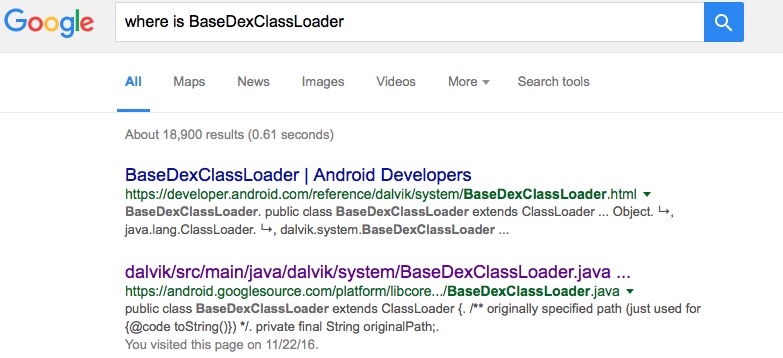 Google where is BaseDexClassLoader
All Maps News Images Videos More Search tools
About 18,900 results (0.61 seconds)
BaseDexClassLoader | Android Developers
https://developer.android.com/reference/dalvik/system/BaseDexClassLoader.html
BaseDexClassLoader. public class BaseDexClassLoader extends ClassLoader ... Object. ↳,
java.lang.ClassLoader. ↳, dalvik.system.BaseDexClassLoader ...
dalvik/src/main/java/dalvik/system/BaseDexClassLoader.java ...
https://android.googlesource.com/platform/libcore.../BaseDexClassLoader.java
public class BaseDexClassLoader extends ClassLoader {. /** originally specified path (just used for
{@code toString()}) */. private final String originalPath;.
You visited this page on 11/22/16.